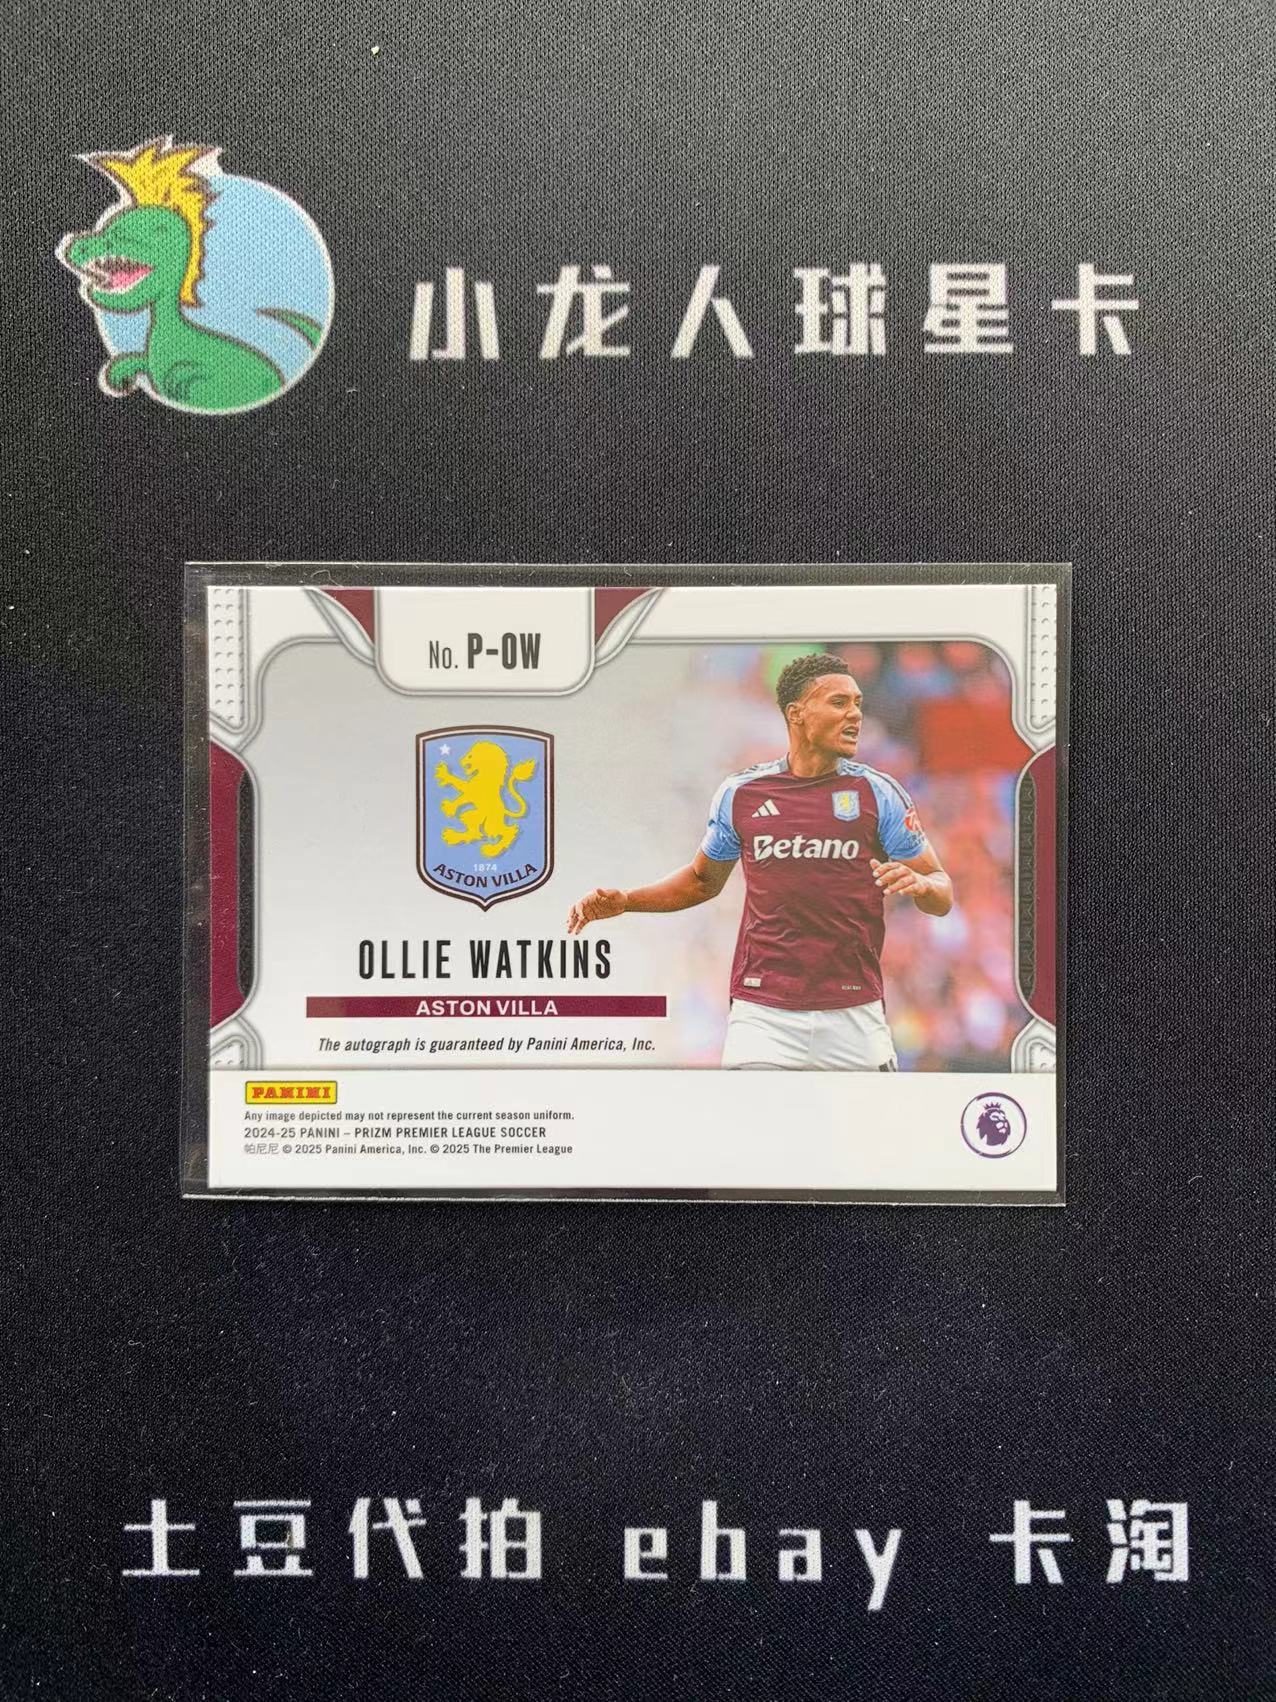 小龙人球星卡
No. P-OW
1874
ASTON VILLA
Betano
OLLIE WATKINS
ASTON VILLA
The autograph is guaranteed by Panini America, Inc.
PANINI
Any image depicted may not represent the current season uniform.
2024-25 PANINI – PRIZM PREMIER LEAGUE SOCCER
帕尼尼 © 2025 Panini America, Inc. © 2025 The Premier League
土豆代拍 ebay 卡淘